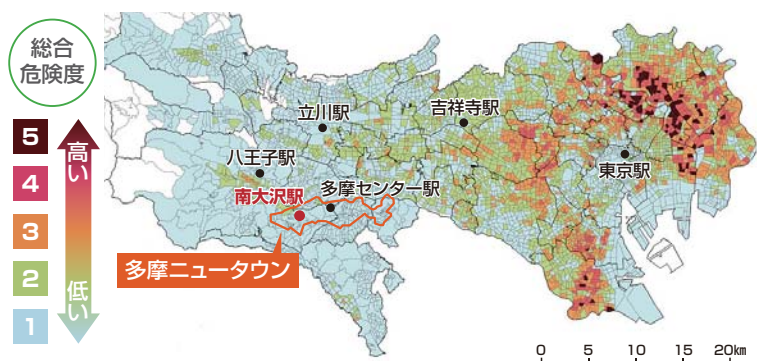 総合
危険度
5
4
3
2
1
高い
低い
立川駅
吉祥寺駅
八王子駅
東京駅
南大沢駅
多摩センター駅
多摩ニュータウン
0 5 10 15 20km